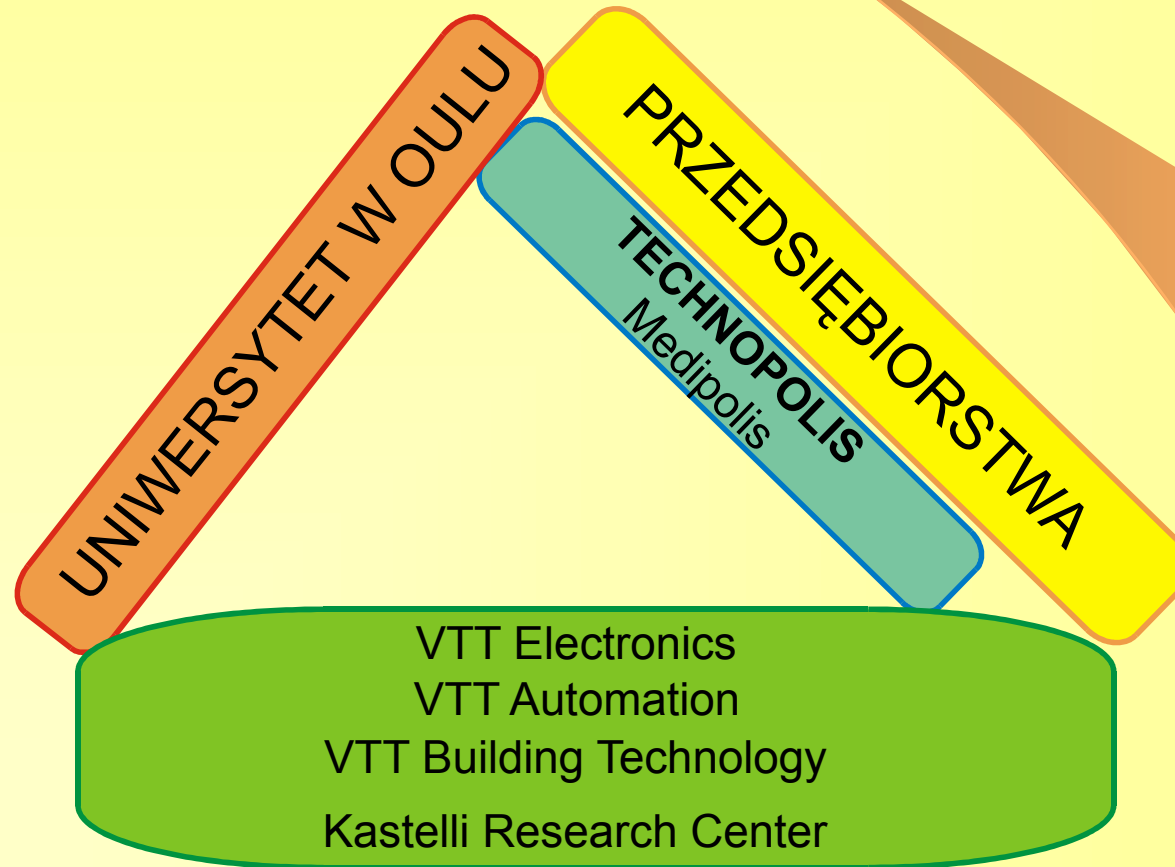 UNIWERSYTET W OULU
PRZEDSIĘBIORSTWA
TECHNOPOLIS
Medipolis
VTT Electronics
VTT Automation
VTT Building Technology
Kastelli Research Center